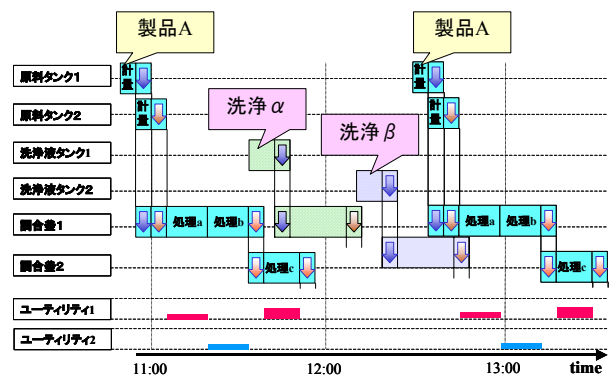 製品A
製品A
原料タンク1
計量
計量
原料タンク2
計量
計量
洗浄α
洗浄液タンク1
洗浄β
洗浄液タンク2
調合釜1
処理a
処理b
処理a
処理b
調合釜2
処理c
処理c
ユーティリティ1
ユーティリティ2
11:00
12:00
13:00
time